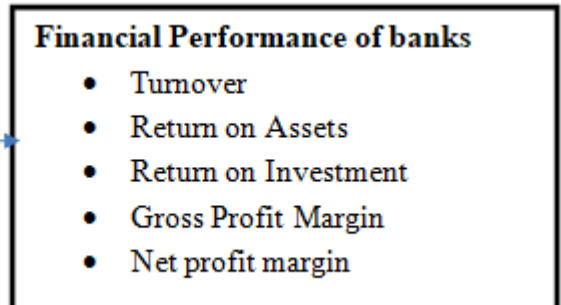 Financial Performance of banks
• Turnover
• Return on Assets
• Return on Investment
• Gross Profit Margin
• Net profit margin